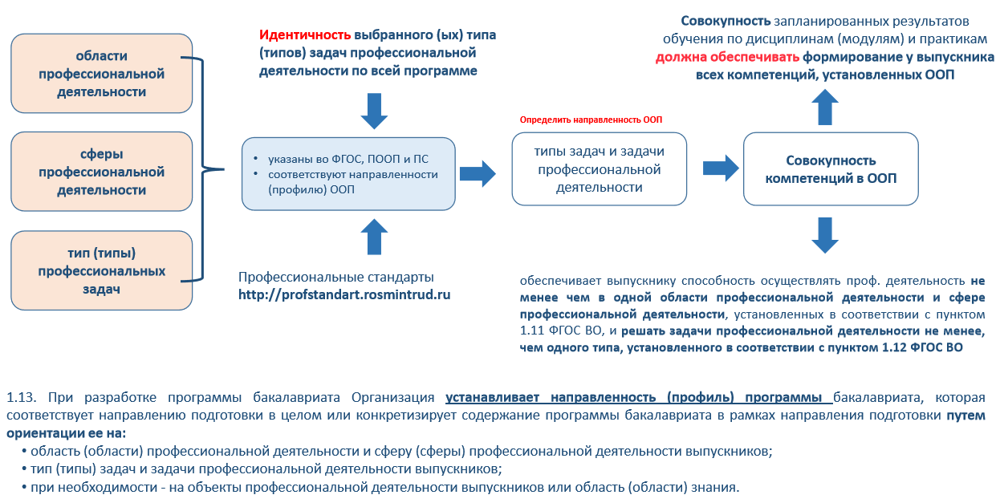 области
профессиональной
деятельности
сферы
профессиональной
деятельности
тип (типы)
профессиональных
задач
Идентичность выбранного (ых) типа
(типов) задач профессиональной
деятельности по всей программе
• указаны во ФГОС, ПООП и ПС
• соответствуют направленности
(профилю) ООП
Профессиональные стандарты
http://profstandart.rosmintrud.ru
Определить направленность ООП
типы задач и задачи
профессиональной
деятельности
Совокупность запланированных результатов
обучения по дисциплинам (модулям) и практикам
должна обеспечивать формирование у выпускника
всех компетенций, установленных ООП
Совокупность
компетенций в ООП
обеспечивает выпускнику способность осуществлять проф. деятельность не
менее чем в одной области профессиональной деятельности и сфере
профессиональной деятельности, установленных в соответствии с пунктом
1.11 ФГОС ВО, и решать задачи профессиональной деятельности не менее,
чем одного типа, установленного в соответствии с пунктом 1.12 ФГОС ВО
1.13. При разработке программы бакалавриата Организация устанавливает направленность (профиль) программы бакалавриата, которая
соответствует направлению подготовки в целом или конкретизирует содержание программы бакалавриата в рамках направления подготовки путем
ориентации ее на:
• область (области) профессиональной деятельности и сферу (сферы) профессиональной деятельности выпускников;
• тип (типы) задач и задачи профессиональной деятельности выпускников;
• при необходимости - на объекты профессиональной деятельности выпускников или область (области) знания.